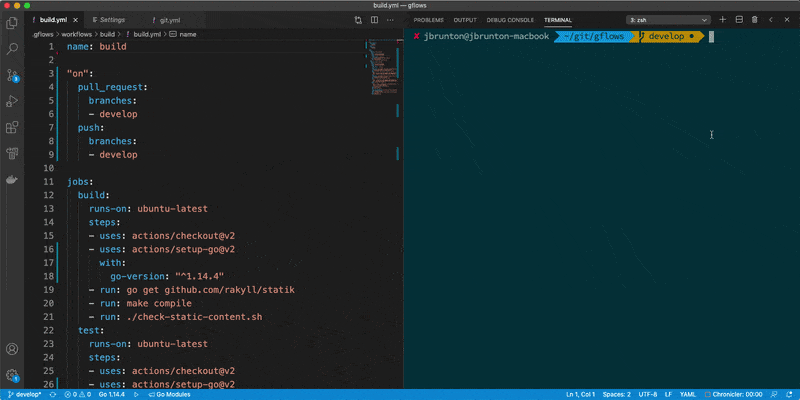 build.yml — gflows
build.yml
Settings
git.yml
.gflows > workflows > build > build.yml > name
1 name: build
2
3 "on":
4 pull_request:
5 branches:
6 - develop
7 push:
8 branches:
9 - develop
10
11 jobs:
12 build:
13 runs-on: ubuntu-latest
14 steps:
15 - uses: actions/checkout@v2
16 - uses: actions/setup-go@v2
17 with:
18 go-version: "^1.14.4"
19 - run: go get github.com/rakyll/statik
20 - run: make compile
21 - run: ./check-static-content.sh
22 test:
23 runs-on: ubuntu-latest
24 steps:
25 - uses: actions/checkout@v2
26 - uses: actions/setup-go@v2
PROBLEMS OUTPUT DEBUG CONSOLE TERMINAL 3: zsh
✘ jbrunton@jbrunton-macbook ~/git/gflows develop ●
develop* 0 0 Go 1.14.4 Go Modules Ln 1, Col 1 Spaces: 2 UTF-8 LF YAML Chronicler: 00:00